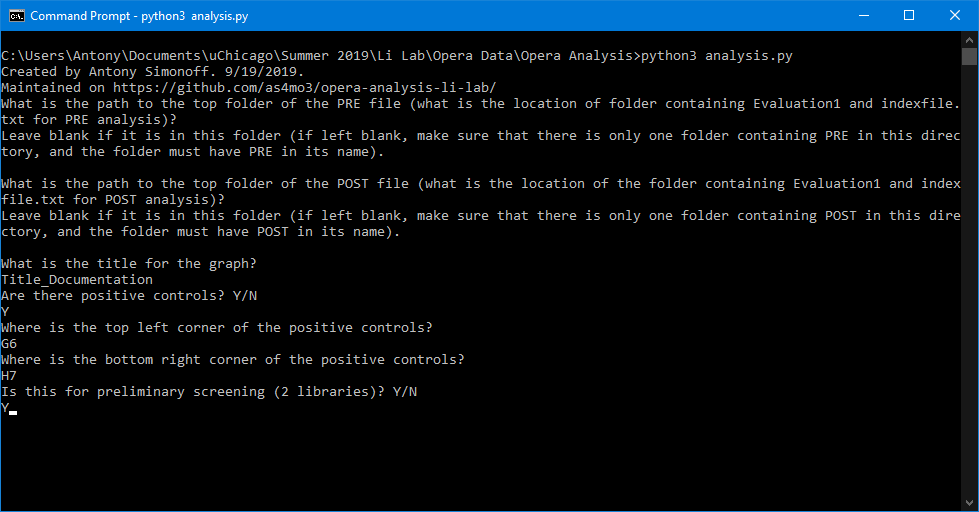 Command Prompt - python3 analysis.py
C:\Users\Antony\Documents\uChicago\Summer 2019\Li Lab\Opera Data\Opera Analysis>python3 analysis.py
Created by Antony Simonoff. 9/19/2019.
Maintained on https://github.com/as4mo3/opera-analysis-li-lab/
What is the path to the top folder of the PRE file (what is the location of folder containing Evaluation1 and indexfile.
txt for PRE analysis)?
Leave blank if it is in this folder (if left blank, make sure that there is only one folder containing PRE in this direc
tory, and the folder must have PRE in its name).
What is the path to the top folder of the POST file (what is the location of the folder containing Evaluation1 and index
file.txt for POST analysis)?
Leave blank if it is in this folder (if left blank, make sure that there is only one folder containing POST in this dire
ctory, and the folder must have POST in its name).
What is the title for the graph?
Title_Documentation
Are there positive controls? Y/N
Y
Where is the top left corner of the positive controls?
G6
Where is the bottom right corner of the positive controls?
H7
Is this for preliminary screening (2 libraries)? Y/N
Y